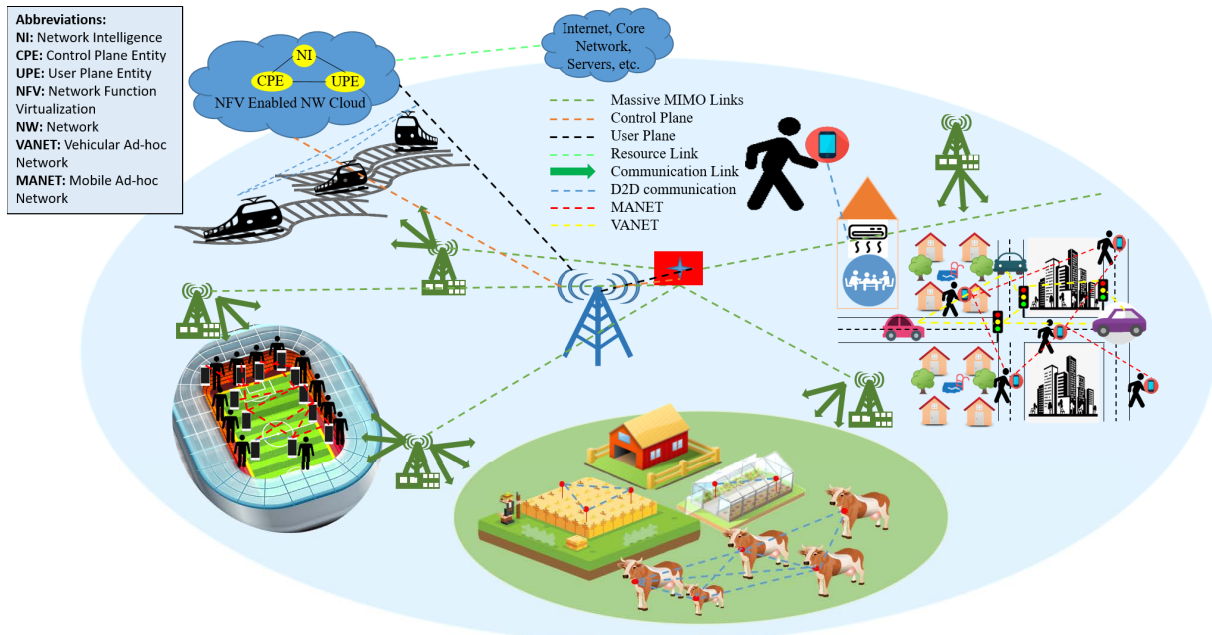 Abbreviations:
NI: Network Intelligence
CPE: Control Plane Entity
UPE: User Plane Entity
NFV: Network Function
Virtualization
NW: Network
VANET: Vehicular Ad-hoc
Network
MANET: Mobile Ad-hoc
Network
NI
CPE
UPE
NFV Enabled NW Cloud
Internet, Core
Network,
Servers, etc.
Massive MIMO Links
Control Plane
User Plane
Resource Link
Communication Link
D2D communication
MANET
VANET